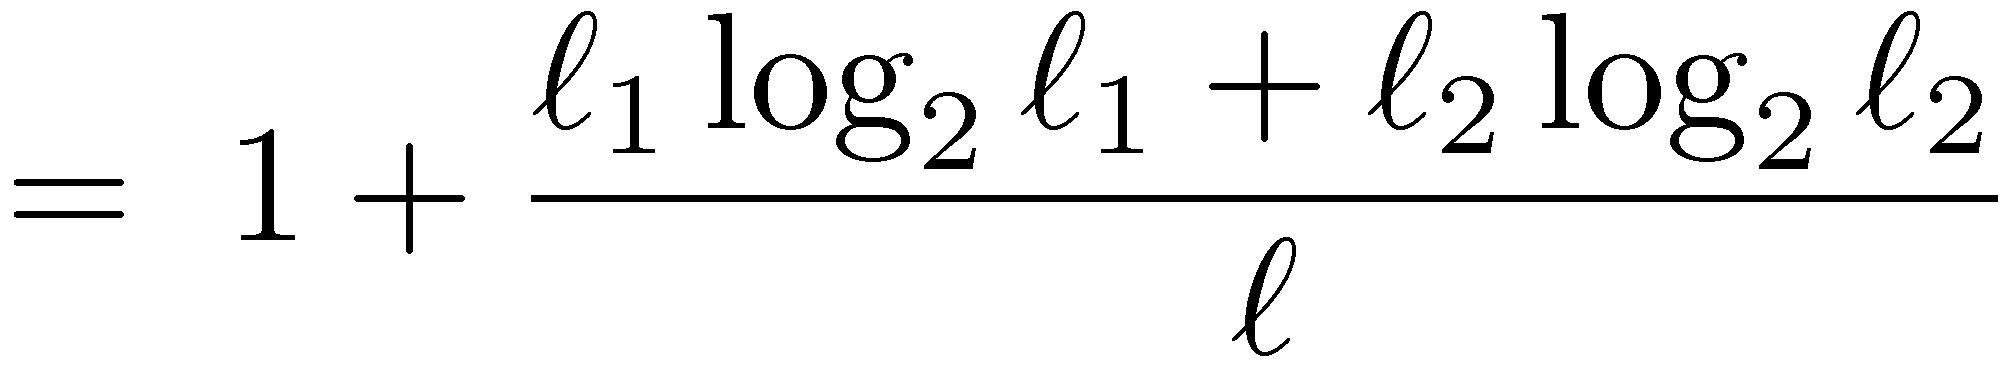 = 1 + \frac{\ell_1 \log_2 \ell_1 + \ell_2 \log_2 \ell_2}{\ell}